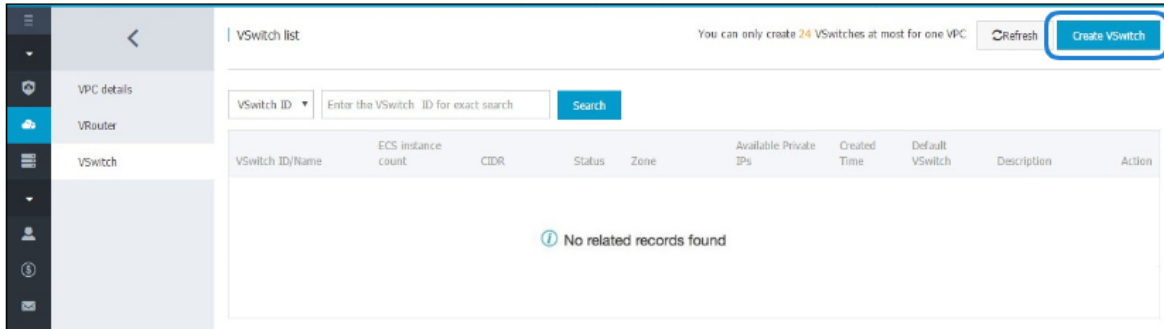 VSwitch list
You can only create 24 VSwitches at most for one VPC
Refresh
Create VSwitch
VPC details
VRouter
VSwitch
VSwitch ID
Enter the VSwitch ID for exact search
Search
VSwitch ID/Name
ECS instance
count
CIDR
Status
Zone
Available Private
IPs
Created
Time
Default
VSwitch
Description
Action
No related records found